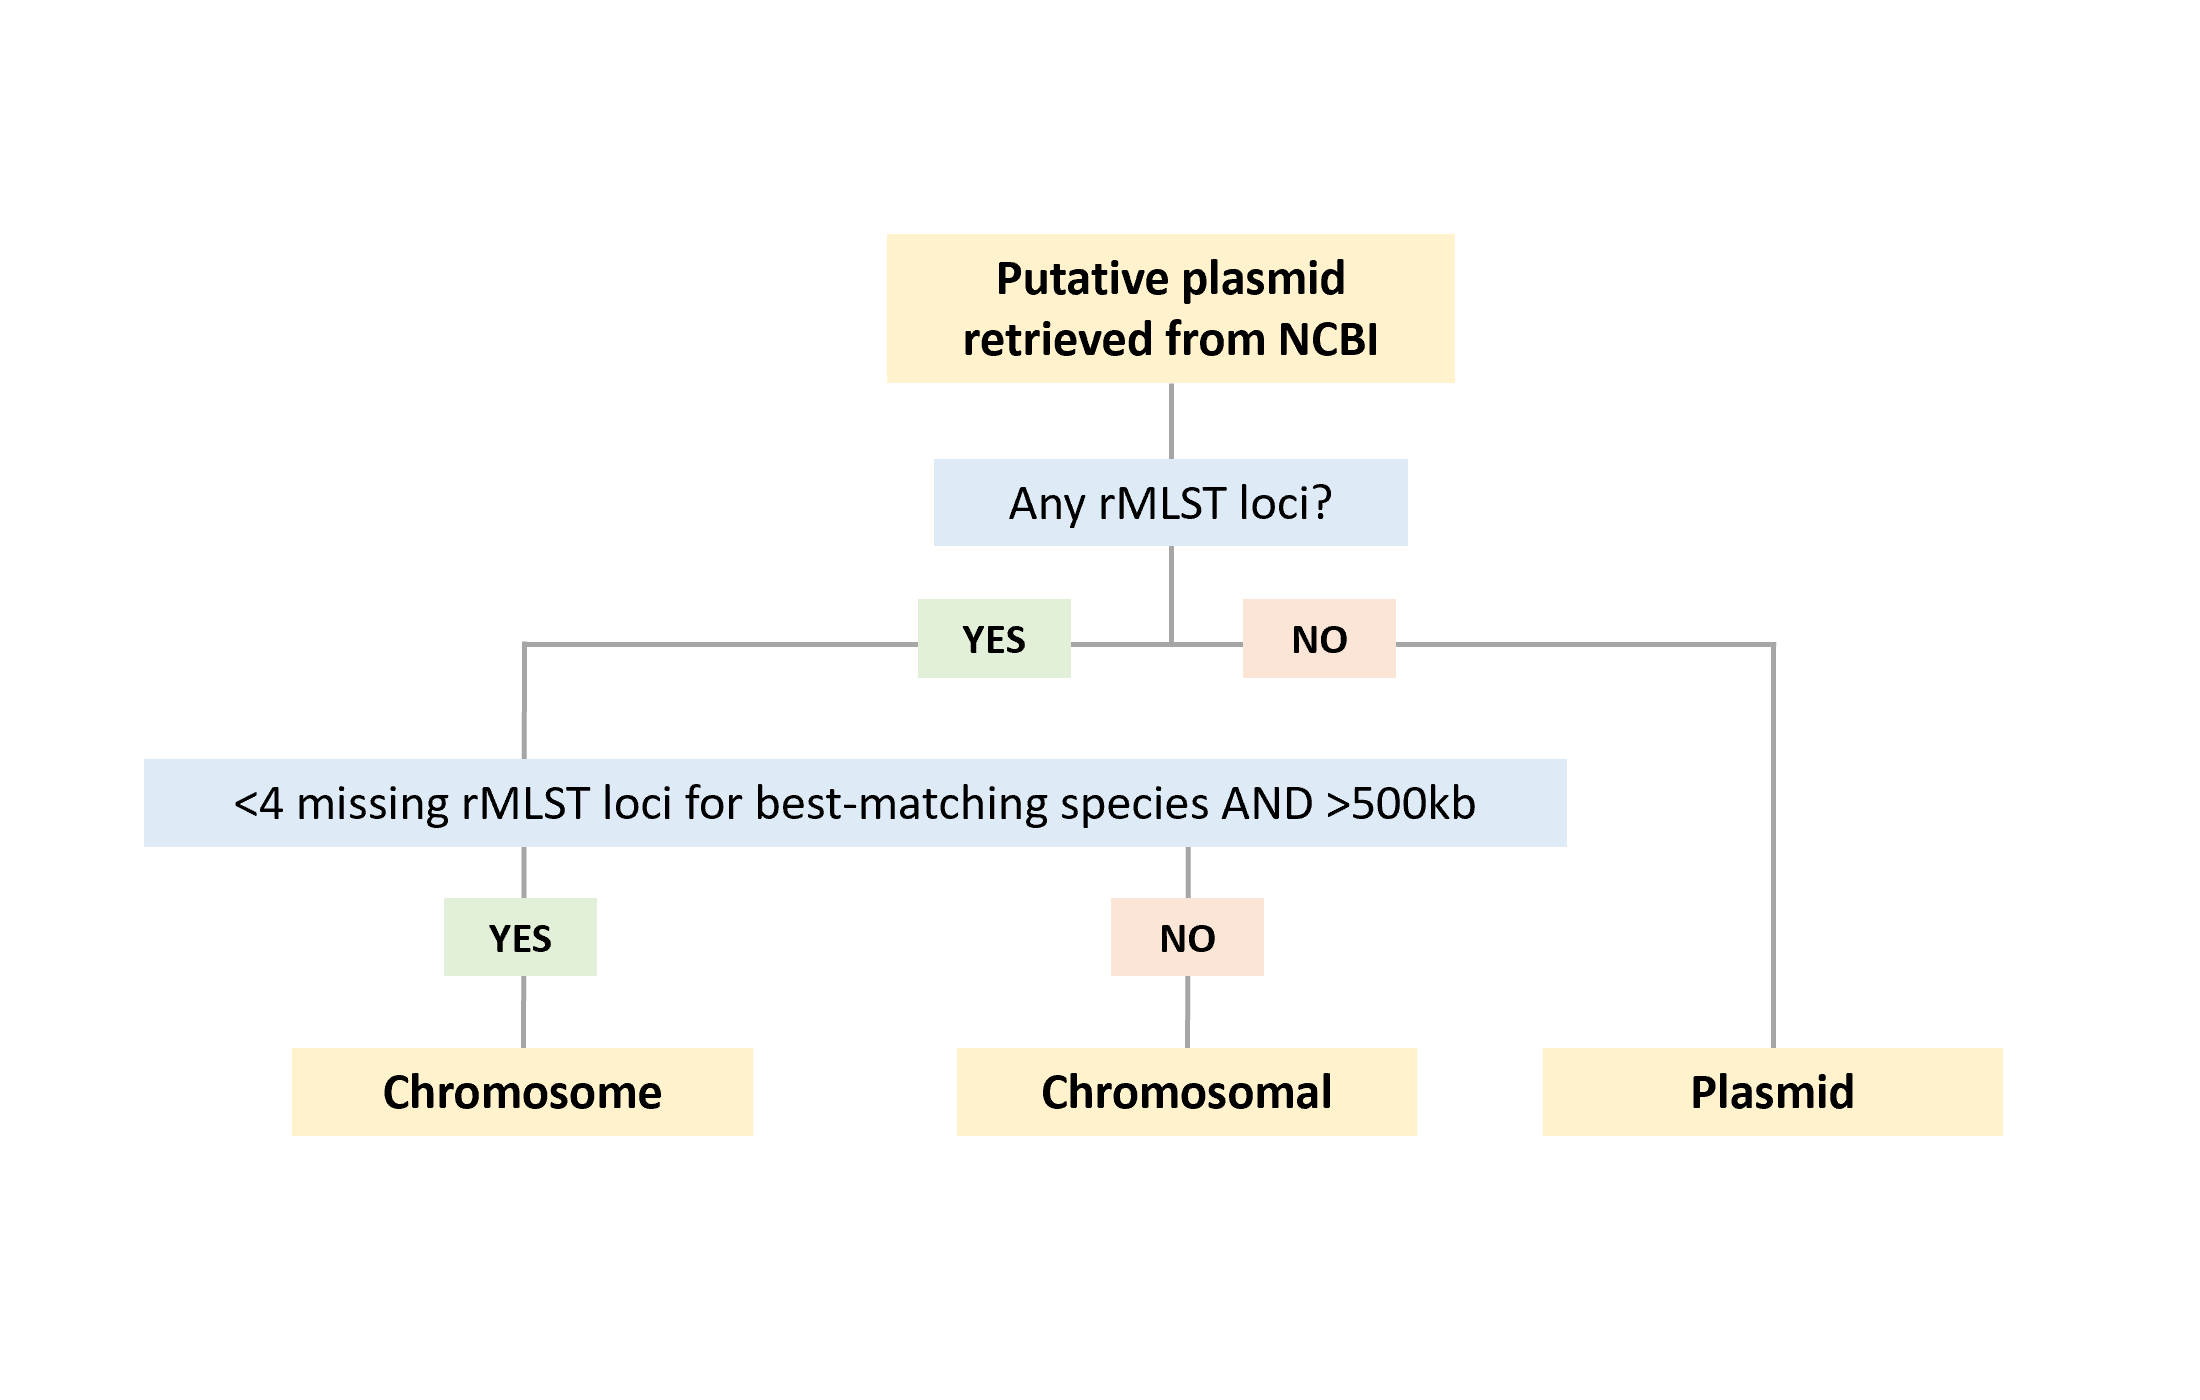 Putative plasmid
retrieved from NCBI
Any rMLST loci?
YES
NO
<4 missing rMLST loci for best-matching species AND >500kb
YES
NO
Chromosome
Chromosomal
Plasmid